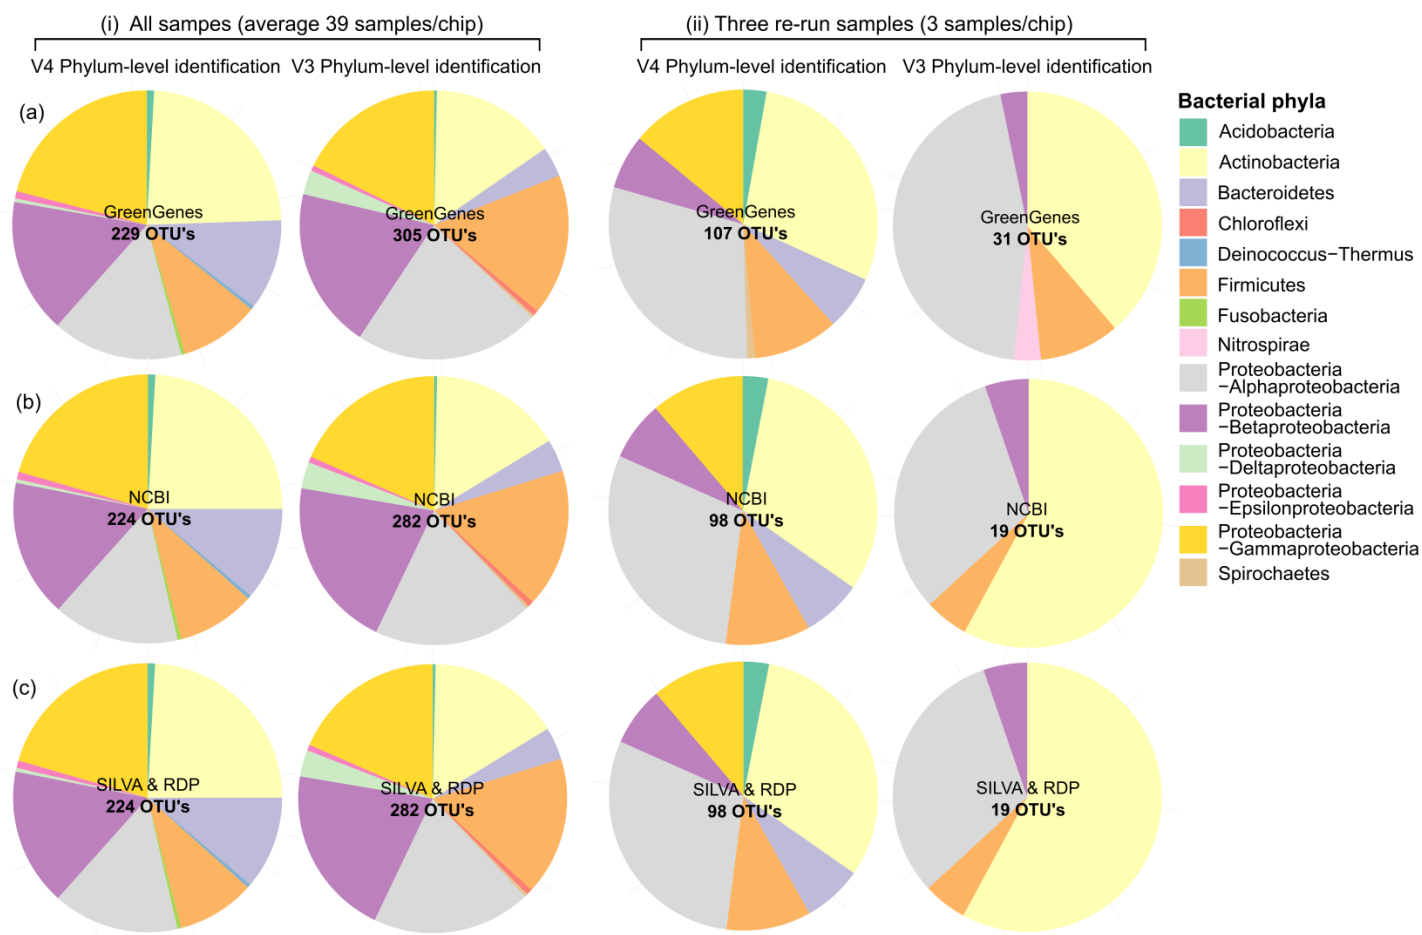 (i) All sampes (average 39 samples/chip)
(ii) Three re-run samples (3 samples/chip)
V4 Phylum-level identification
V3 Phylum-level identification
V4 Phylum-level identification
V3 Phylum-level identification
(a)
GreenGenes
229 OTU's
GreenGenes
305 OTU's
GreenGenes
107 OTU's
GreenGenes
31 OTU's
(b)
NCBI
224 OTU's
NCBI
282 OTU's
NCBI
98 OTU's
NCBI
19 OTU's
(c)
SILVA & RDP
224 OTU's
SILVA & RDP
282 OTU's
SILVA & RDP
98 OTU's
SILVA & RDP
19 OTU's
Bacterial phyla
Acidobacteria
Actinobacteria
Bacteroidetes
Chloroflexi
Deinococcus−Thermus
Firmicutes
Fusobacteria
Nitrospirae
Proteobacteria
−Alphaproteobacteria
Proteobacteria
−Betaproteobacteria
Proteobacteria
−Deltaproteobacteria
Proteobacteria
−Epsilonproteobacteria
Proteobacteria
−Gammaproteobacteria
Spirochaetes